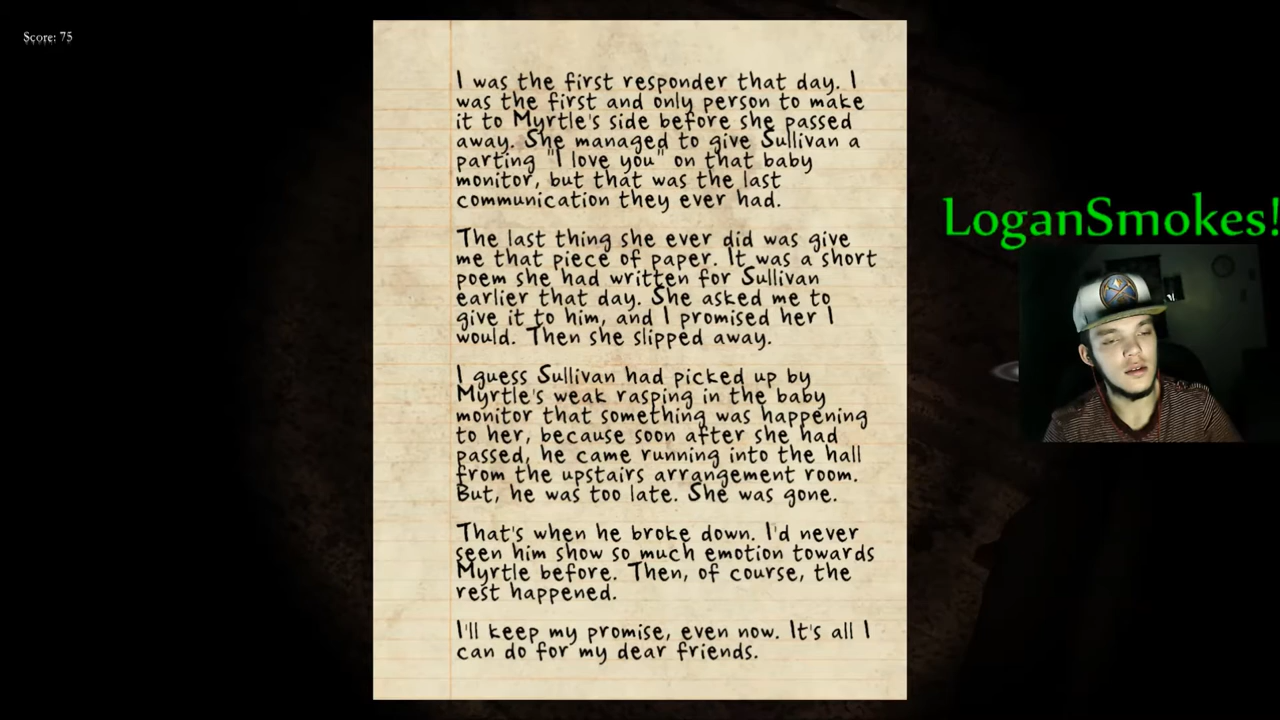 Score: 75
I was the first responder that day. I
was the first and only person to make
it to Myrtle's side before she passed
away. She managed to give Sullivan a
parting "I love you" on that baby
monitor, but that was the last
communication they ever had.
The last thing she ever did was give
me that piece of paper. It was a short
poem she had written for Sullivan
earlier that day. She asked me to
give it to him, and I promised her I
would. Then she slipped away.
I guess Sullivan had picked up by
Myrtle's weak rasping in the baby
monitor that something was happening
to her, because soon after she had
passed, he came running into the hall
from the upstairs arrangement room.
But, he was too late. She was gone.
That's when he broke down. I'd never
seen him show so much emotion towards
Myrtle before. Then, of course, the
rest happened.
I'll keep my promise, even now. It's all I
can do for my dear friends.
LoganSmokes!